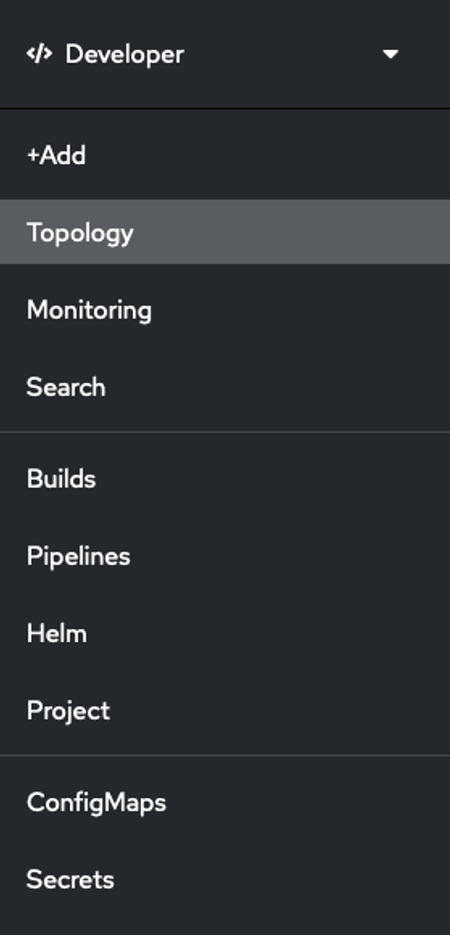 Developer
+Add
Topology
Monitoring
Search
Builds
Pipelines
Helm
Project
ConfigMaps
Secrets